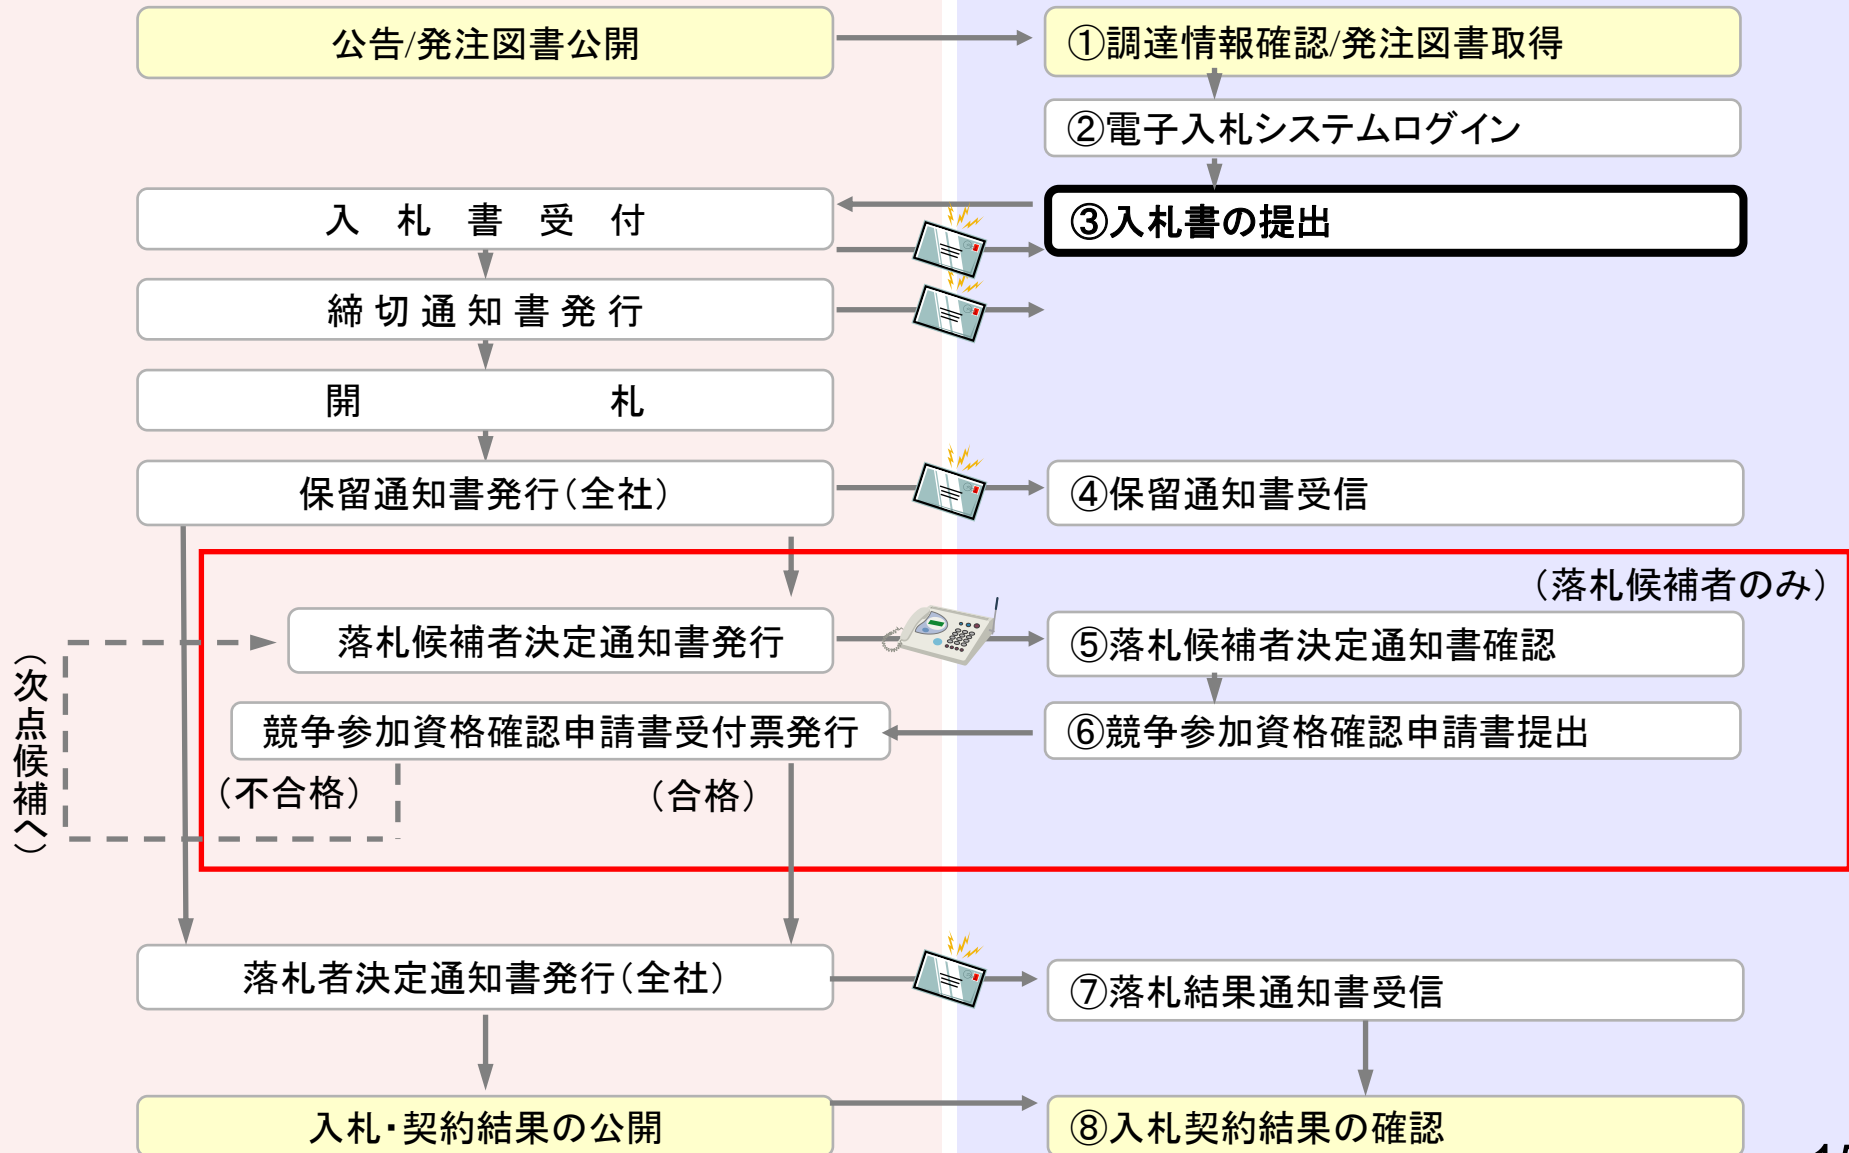 公告/発注図書公開
①調達情報確認/発注図書取得
②電子入札システムログイン
入札書受付
③入札書の提出
締切通知書発行
開札
保留通知書発行（全社）
④保留通知書受信
（落札候補者のみ）
落札候補者決定通知書発行
⑤落札候補者決定通知書確認
（次点候補へ）
競争参加資格確認申請書受付票発行
⑥競争参加資格確認申請書提出
（不合格）
（合格）
落札者決定通知書発行（全社）
⑦落札結果通知書受信
入札・契約結果の公開
⑧入札契約結果の確認